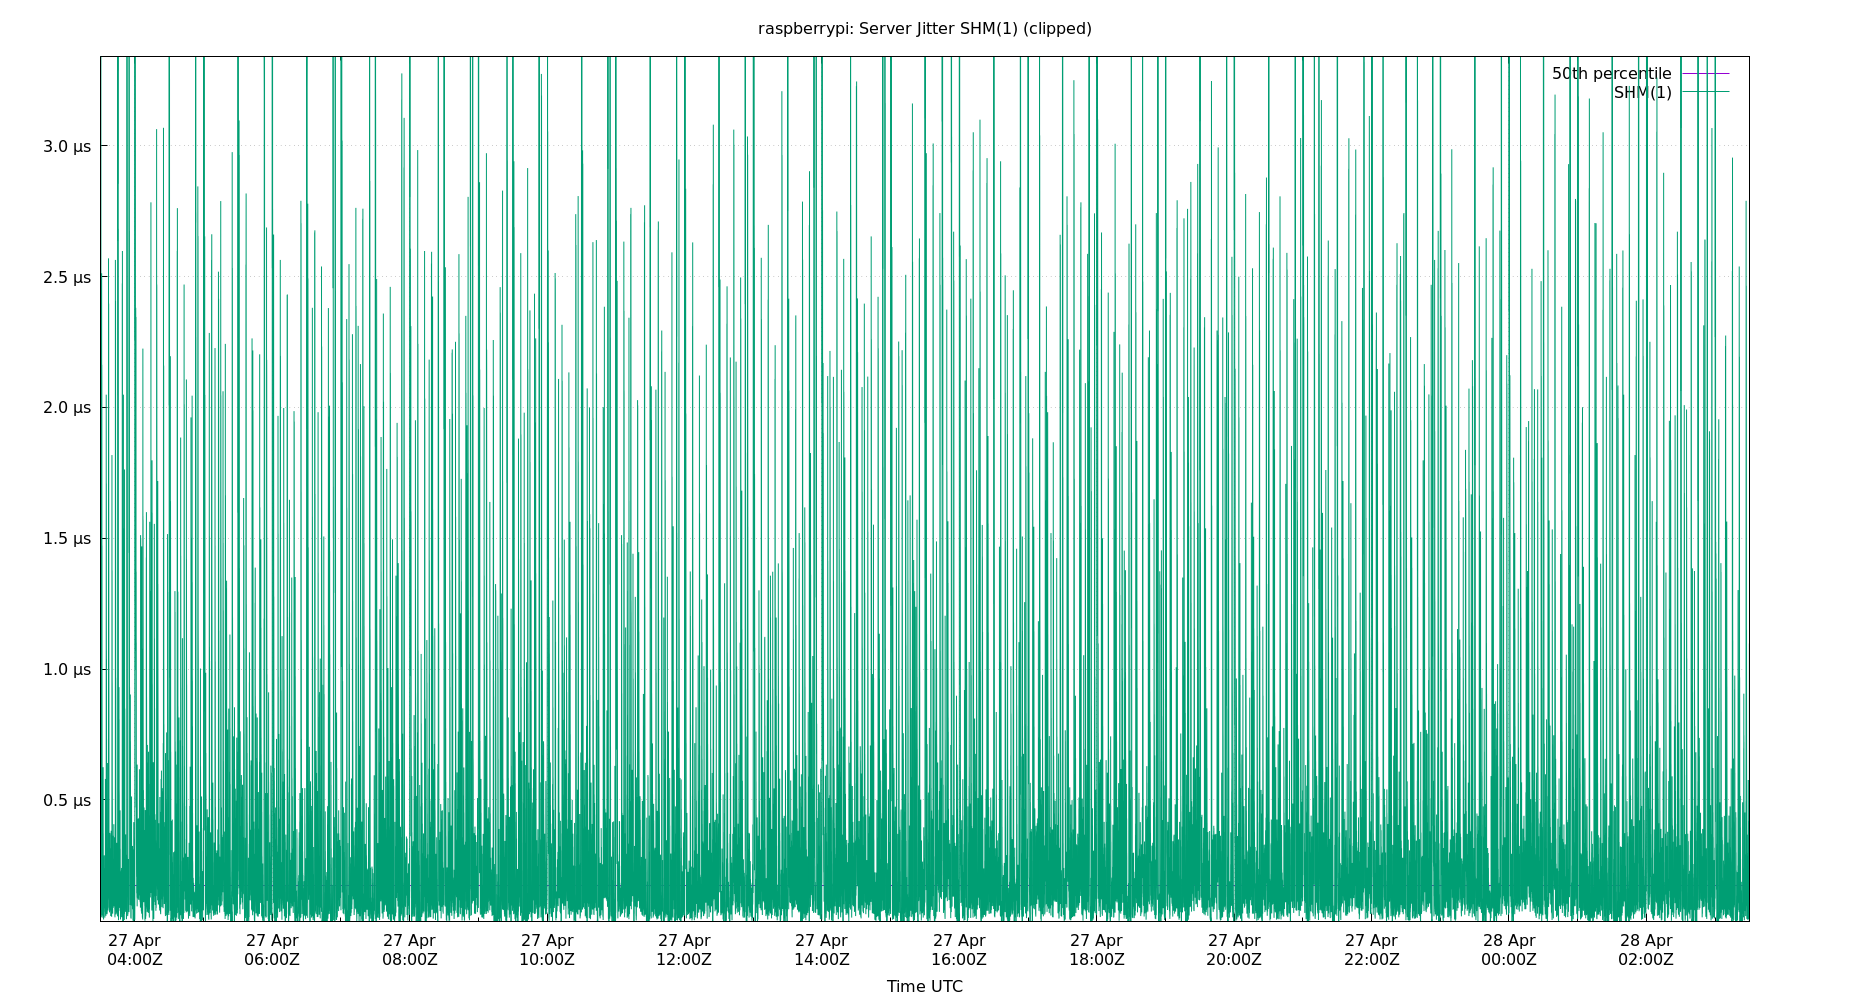 raspberrypi: Server Jitter SHM(1) (clipped)
50th percentile
SHM(1)
3.0 µs
2.5 µs
2.0 µs
1.5 µs
1.0 µs
0.5 µs
27 Apr 27 Apr 27 Apr 27 Apr 27 Apr 27 Apr 27 Apr 27 Apr 27 Apr 27 Apr 28 Apr 28 Apr
04:00Z 06:00Z 08:00Z 10:00Z 12:00Z 14:00Z 16:00Z 18:00Z 20:00Z 22:00Z 00:00Z 02:00Z
Time UTC